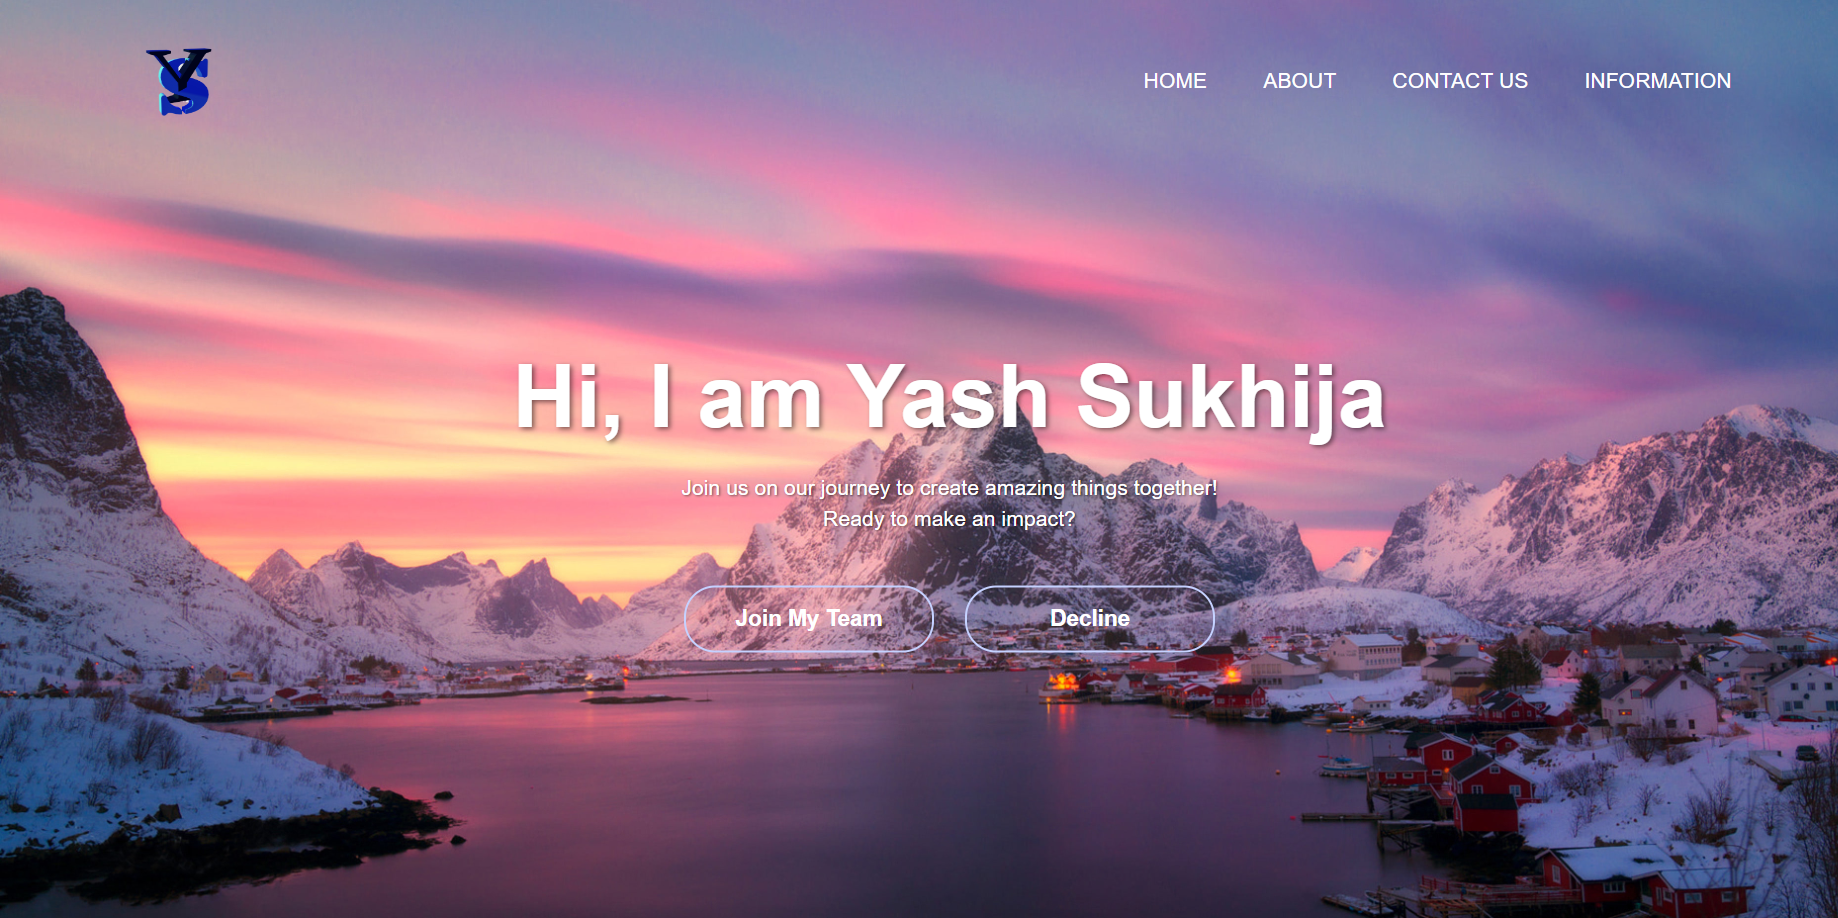 YS
HOME ABOUT CONTACT US INFORMATION
Hi, I am Yash Sukhija
Join us on our journey to create amazing things together!
Ready to make an impact?
Join My Team Decline